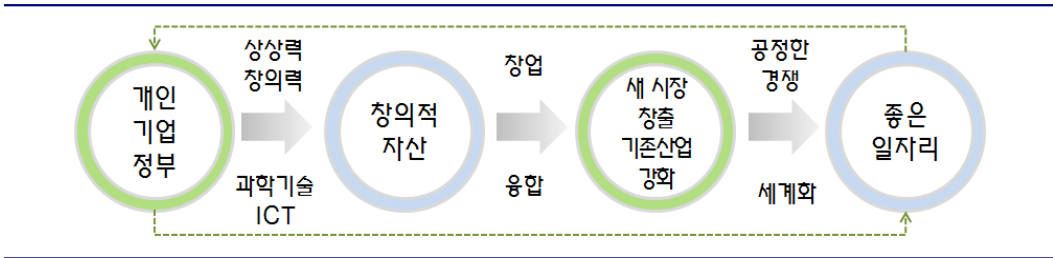 개인
기업
정부
상상력
창의력
과학기술
ICT
창의적
자산
창업
융합
새 시장
창출
기존산업
강화
공정한
경쟁
세계화
좋은
일자리